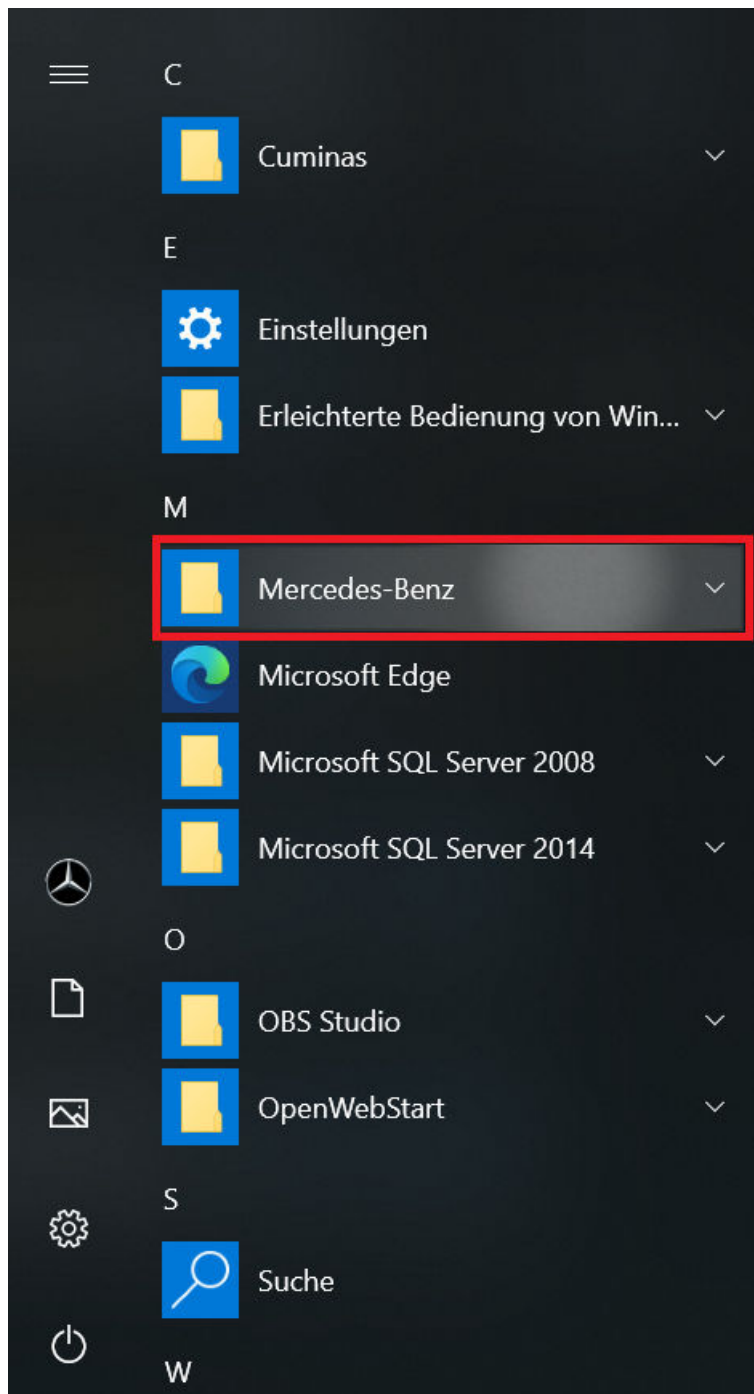 C
Cuminas
E
Einstellungen
Erleichterte Bedienung von Win...
M
Mercedes-Benz
Microsoft Edge
Microsoft SQL Server 2008
Microsoft SQL Server 2014
O
OBS Studio
OpenWebStart
S
Suche
W